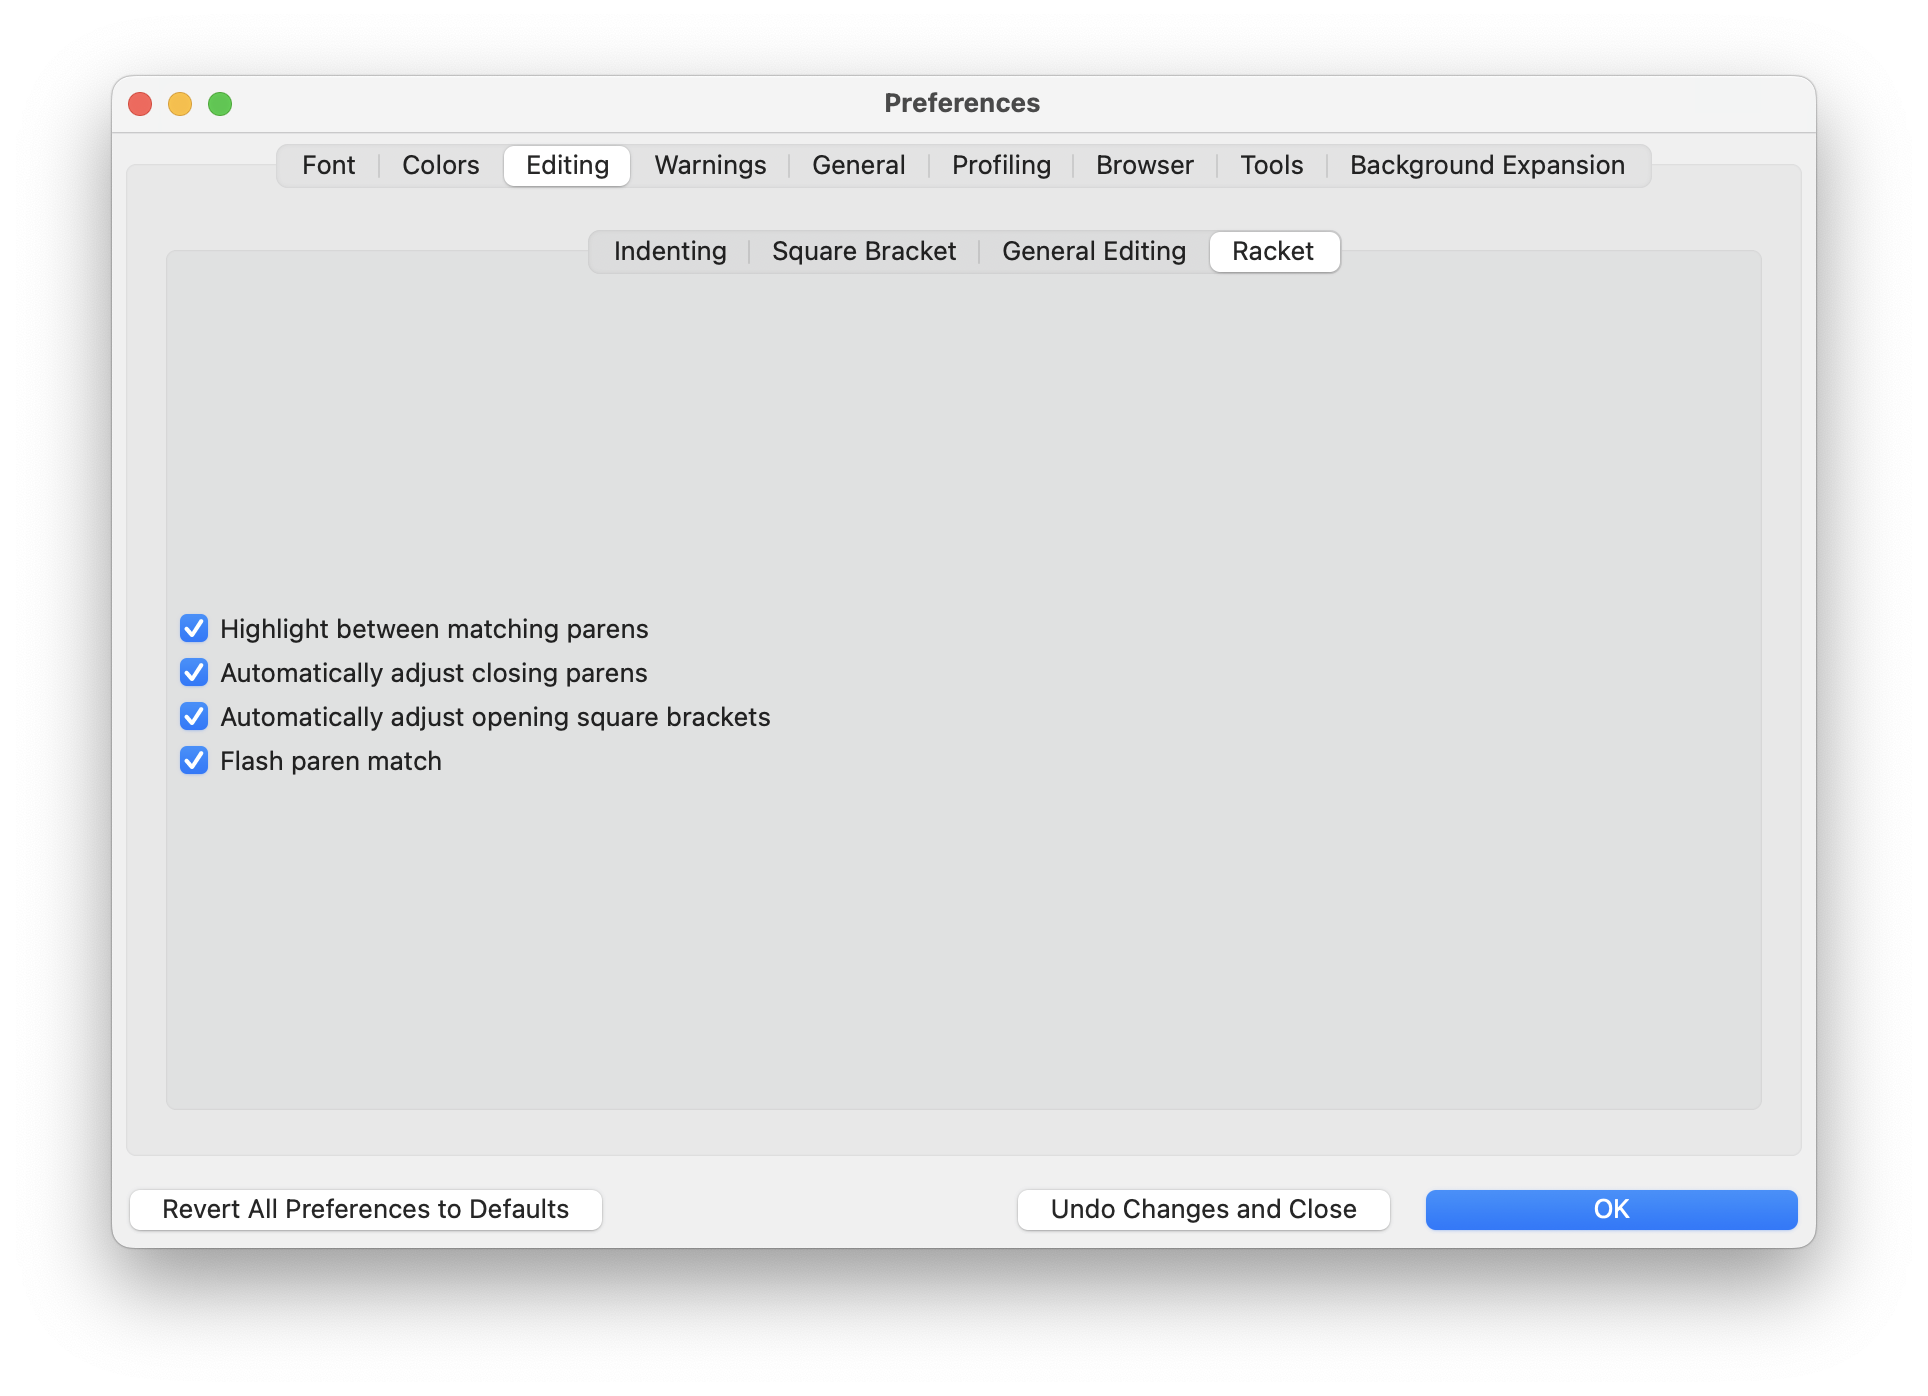 Preferences
Font Colors Editing Warnings General Profiling Browser Tools Background Expansion
Indenting Square Bracket General Editing Racket
Highlight between matching parens
Automatically adjust closing parens
Automatically adjust opening square brackets
Flash paren match
Revert All Preferences to Defaults Undo Changes and Close OK